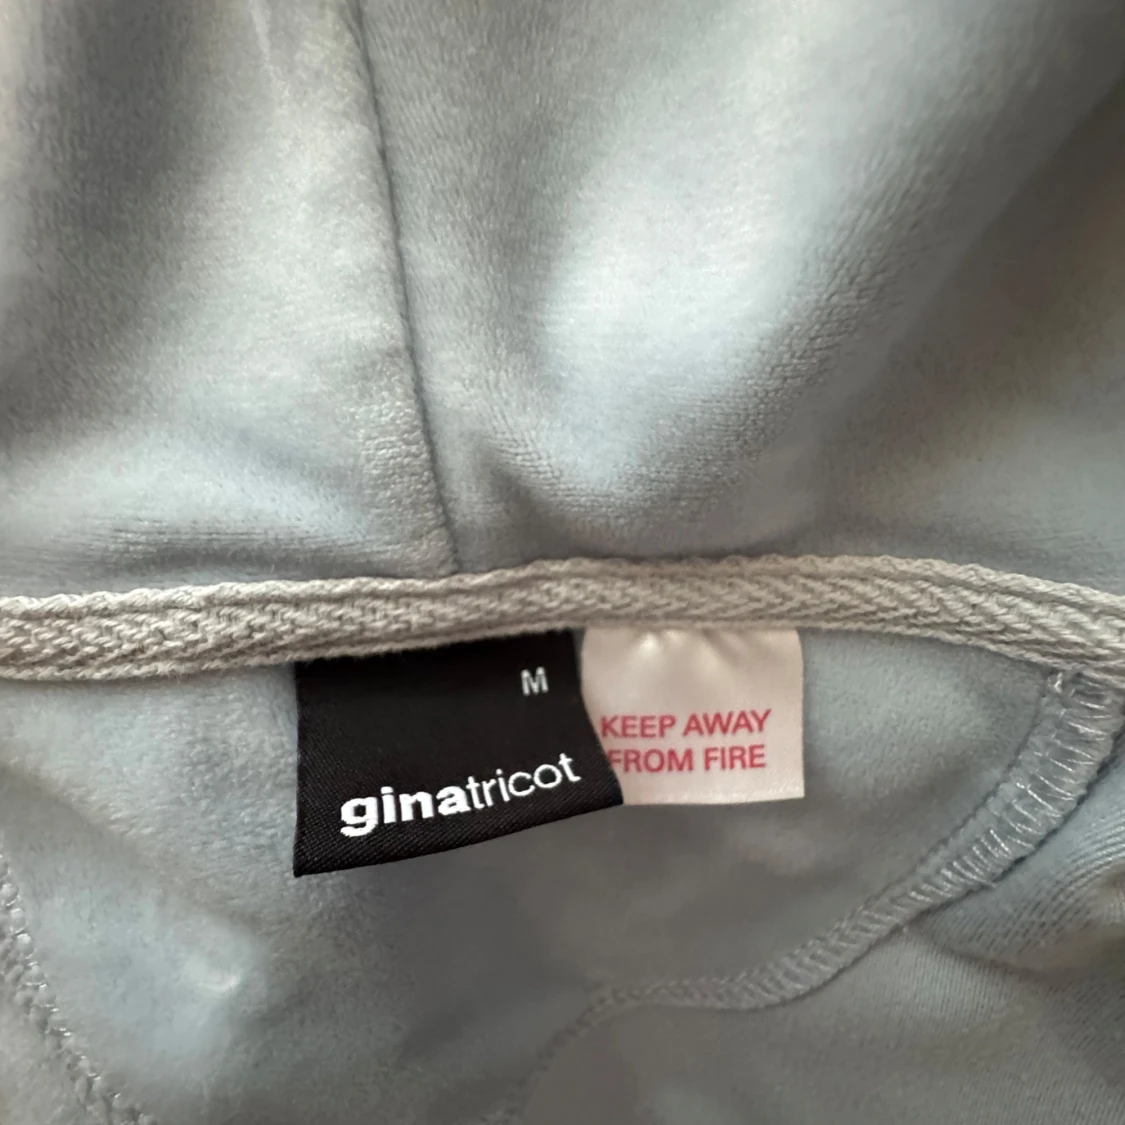 M
ginatricot
KEEP AWAY
FROM FIRE